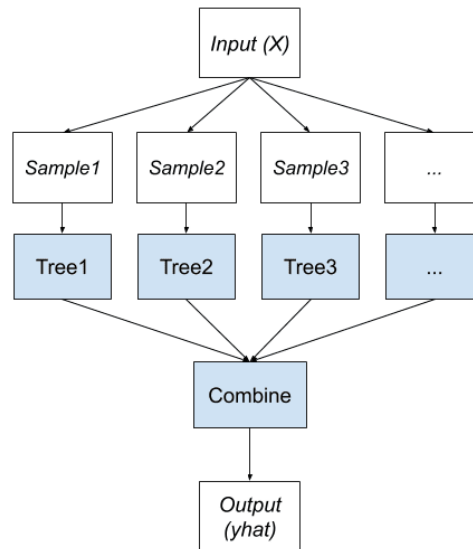 Input (X)
Sample1
Sample2
Sample3
...
Tree1
Tree2
Tree3
...
Combine
Output
(yhat)